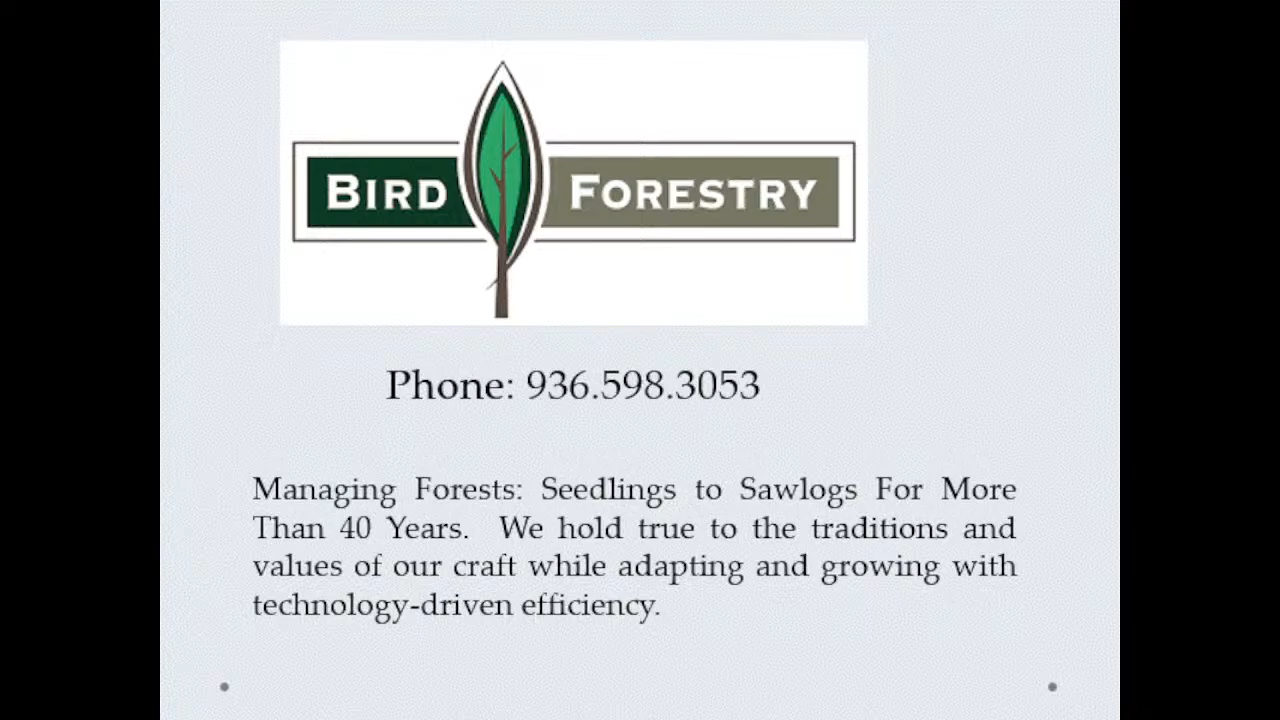 BIRD FORESTRY
Phone: 936.598.3053
Managing Forests: Seedlings to Sawlogs For More
Than 40 Years. We hold true to the traditions and
values of our craft while adapting and growing with
technology-driven efficiency.